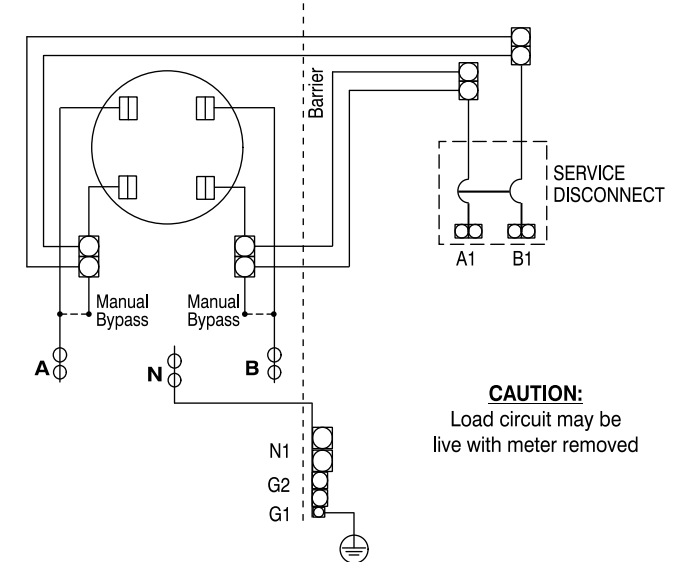 Barrier
SERVICE
DISCONNECT
A1
B1
Manual
Bypass
Manual
Bypass
A
N
B
CAUTION:
Load circuit may be
live with meter removed
N1
G2
G1